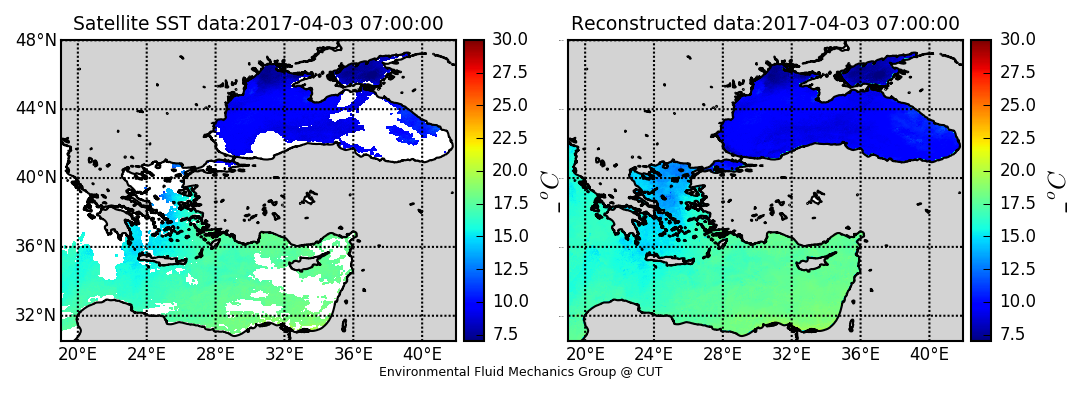 Satellite SST data:2017-04-03 07:00:00
48°N
44°N
40°N
36°N
32°N
20°E 24°E 28°E 32°E 36°E 40°E
30.0
27.5
25.0
22.5
20.0
17.5
15.0
12.5
10.0
7.5
_ °C
Reconstructed data:2017-04-03 07:00:00
20°E 24°E 28°E 32°E 36°E 40°E
30.0
27.5
25.0
22.5
20.0
17.5
15.0
12.5
10.0
7.5
_ °C
Environmental Fluid Mechanics Group @ CUT